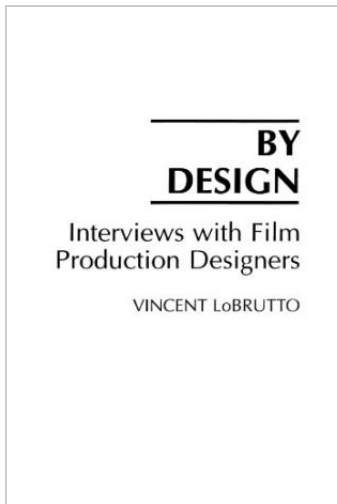 BY
DESIGN
Interviews with Film
Production Designers
VINCENT LoBRUTTO